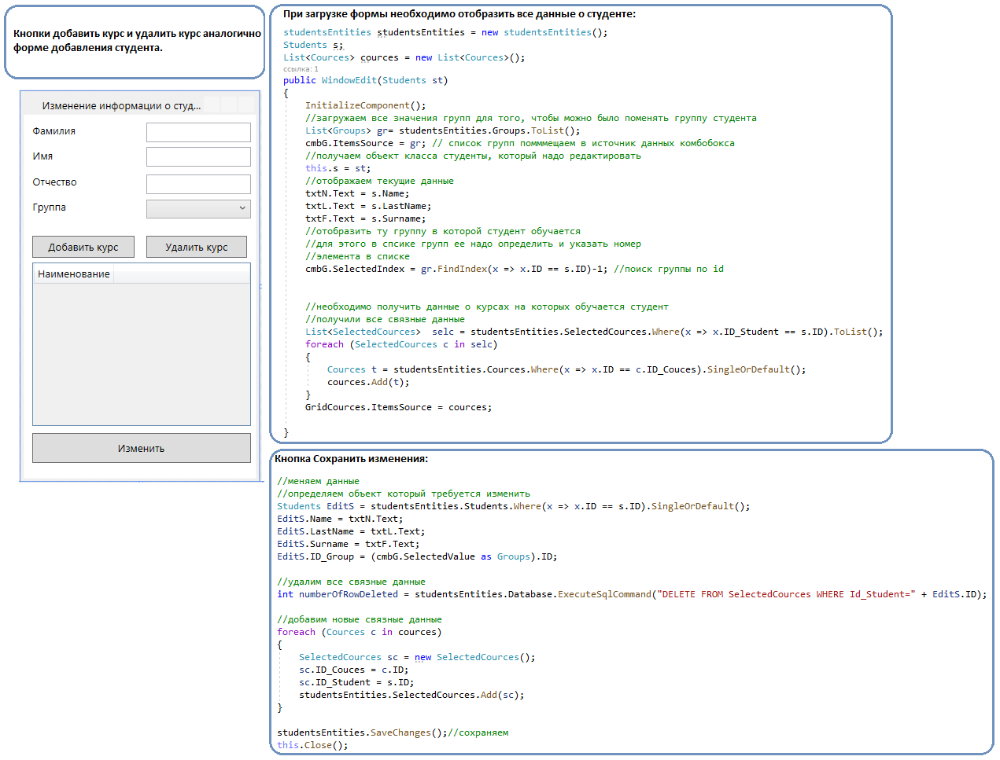 Кнопки добавить курс и удалить курс аналогично
форме добавления студента.
Изменение информации о студ...
Фамилия
Имя
Отчество
Группа
Добавить курс
Удалить курс
Наименование
Изменить
При загрузке формы необходимо отобразить все данные о студенте:
studentsEntities studentsEntities = new studentsEntities();
Students s;
List<Cources> cources = new List<Cources>();
ссылка: 1
public WindowEdit(Students st)
{
InitializeComponent();
//загружаем все значения групп для того, чтобы можно было поменять группу студента
List<Groups> gr= studentsEntities.Groups.ToList();
cmbG.ItemsSource = gr; // список групп помммещаем в источник данных комбобокса
//получаем объект класса студенты, который надо редактировать
this.s = st;
//отображаем текущие данные
txtN.Text = s.Name;
txtL.Text = s.LastName;
txtF.Text = s.Surname;
//отобразить ту группу в которой студент обучается
//для этого в спсике групп ее надо определить и указать номер
//элемента в списке
cmbG.SelectedIndex = gr.FindIndex(x => x.ID == s.ID)-1; //поиск группы по id
//необходимо получить данные о курсах на которых обучается студент
//получили все связные данные
List<SelectedCources>  selc = studentsEntities.SelectedCources.Where(x => x.ID_Student == s.ID).ToList();
foreach (SelectedCources c in selc)
{
Cources t = studentsEntities.Cources.Where(x => x.ID == c.ID_Couces).SingleOrDefault();
cources.Add(t);
}
GridCources.ItemsSource = cources;
}
Кнопка Сохранить изменения:
//меняем данные
//определяем объект который требуется изменить
Students EditS = studentsEntities.Students.Where(x => x.ID == s.ID).SingleOrDefault();
EditS.Name = txtN.Text;
EditS.LastName = txtL.Text;
EditS.Surname = txtF.Text;
EditS.ID_Group = (cmbG.SelectedValue as Groups).ID;
//удалим все связные данные
int numberOfRowDeleted = studentsEntities.Database.ExecuteSqlCommand("DELETE FROM SelectedCources WHERE Id_Student=" + EditS.ID);
//добавим новые связные данные
foreach (Cources c in cources)
{
SelectedCources sc = new SelectedCources();
sc.ID_Couces = c.ID;
sc.ID_Student = s.ID;
studentsEntities.SelectedCources.Add(sc);
}
studentsEntities.SaveChanges();//сохраняем
this.Close();